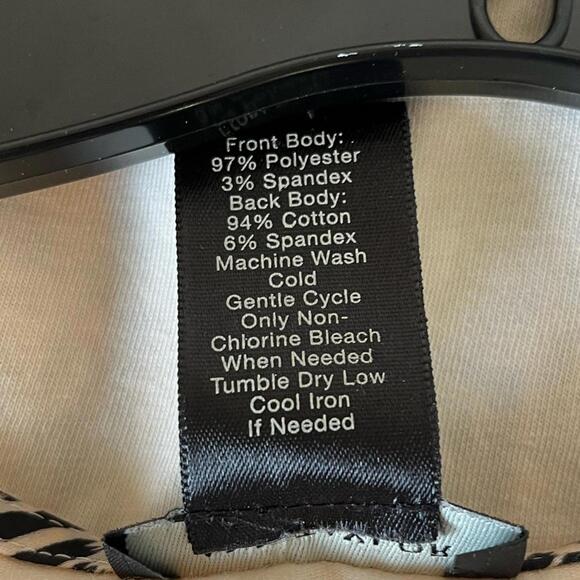 Front Body:
97% Polyester
3% Spandex
Back Body:
94% Cotton
6% Spandex
Machine Wash
Cold
Gentle Cycle
Only Non-
Chlorine Bleach
When Needed
Tumble Dry Low
Cool Iron
If Needed